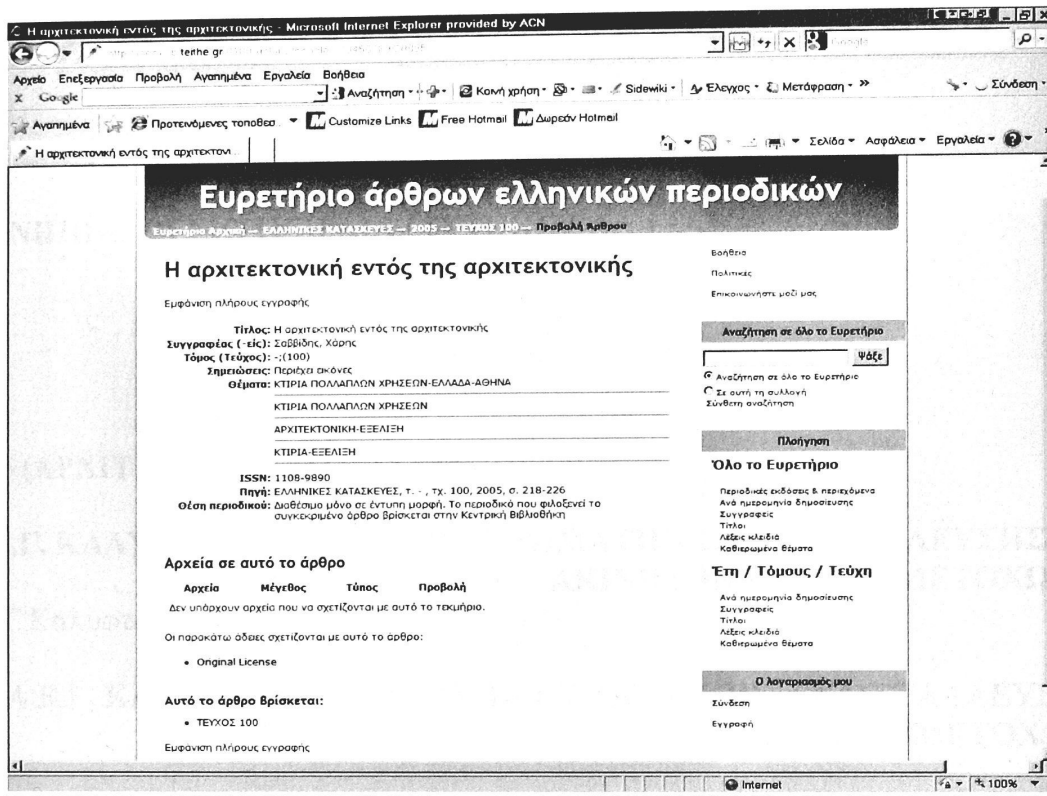 Η αρχιτεκτονική εντός της αρχιτεκτονικής - Microsoft Internet Explorer provided by ACN
teithe gr
Google
Αρχείο Επεξεργασία Προβολή Αγαπημένα Εργαλεία Βοήθεια
x Google Αναζήτηση Κοινή χρήση Sidewiki Έλεγχος Μετάφραση » Σύνδεση
Αγαπημένα Προτεινόμενες τοποθεσ... Customize Links Free Hotmail Δωρεάν Hotmail
Η αρχιτεκτονική εντός της αρχιτεκτονι... Σελίδα Ασφάλεια Εργαλεία
Ευρετήριο άρθρων ελληνικών περιοδικών
Ευρετήριο Αρχική — ΕΛΛΗΝΙΚΕΣ ΚΑΤΑΣΚΕΥΕΣ — 2005 — ΤΕΥΧΟΣ 100 — Προβολή Άρθρου
Η αρχιτεκτονική εντός της αρχιτεκτονικής
Εμφάνιση πλήρους εγγραφής
Τίτλος: Η αρχιτεκτονική εντός της αρχιτεκτονικής
Συγγραφέας (-είς): Σαββίδης, Χάρης
Τόμος (Τεύχος): -;(100)
Σημειώσεις: Περιέχει εικόνες
Θέματα: ΚΤΙΡΙΑ ΠΟΛΛΑΠΛΩΝ ΧΡΗΣΕΩΝ-ΕΛΛΑΔΑ-ΑΘΗΝΑ
ΚΤΙΡΙΑ ΠΟΛΛΑΠΛΩΝ ΧΡΗΣΕΩΝ
ΑΡΧΙΤΕΚΤΟΝΙΚΗ-ΕΞΕΛΙΞΗ
ΚΤΙΡΙΑ-ΕΞΕΛΙΞΗ
ISSN: 1108-9890
Πηγή: ΕΛΛΗΝΙΚΕΣ ΚΑΤΑΣΚΕΥΕΣ, τ. - , τχ. 100, 2005, σ. 218-226
Θέση περιοδικού: Διαθέσιμο μόνο σε έντυπη μορφή. Το περιοδικό που φιλοξενεί το
συγκεκριμένο άρθρο βρίσκεται στην Κεντρική Βιβλιοθήκη
Αρχεία σε αυτό το άρθρο
Αρχεία Μέγεθος Τύπος Προβολή
Δεν υπάρχουν αρχεία που να σχετίζονται με αυτό το τεκμήριο.
Οι παρακάτω άδειες σχετίζονται με αυτό το άρθρο:
• Original License
Αυτό το άρθρο βρίσκεται:
• ΤΕΥΧΟΣ 100
Εμφάνιση πλήρους εγγραφής
Βοήθεια
Πολιτικές
Επικοινωνήστε μαζί μας
Αναζήτηση σε όλο το Ευρετήριο
Ψάξε
Αναζήτηση σε όλο το Ευρετήριο
Σε αυτή τη συλλογή
Σύνθετη αναζήτηση
Πλοήγηση
Όλο το Ευρετήριο
Περιοδικές εκδόσεις & περιεχόμενα
Ανά ημερομηνία δημοσίευσης
Συγγραφείς
Τίτλοι
Λέξεις κλειδιά
Καθιερωμένα θέματα
Έτη / Τόμους / Τεύχη
Ανά ημερομηνία δημοσίευσης
Συγγραφείς
Τίτλοι
Λέξεις κλειδιά
Καθιερωμένα θέματα
Ο λογαριασμός μου
Σύνδεση
Εγγραφή
Internet 100%